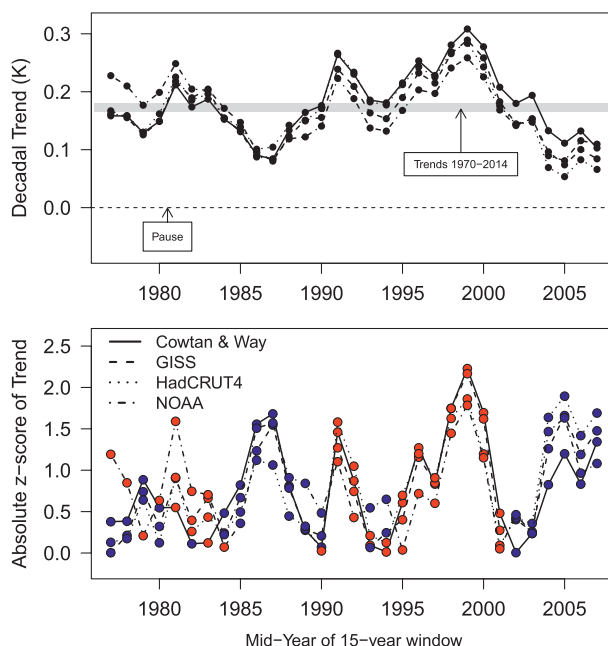 Decadal Trend (K)
0.3
0.2
0.1
0.0
Trends 1970−2014
Pause
1980 1985 1990 1995 2000 2005
Absolute z−score of Trend
2.5
2.0
1.5
1.0
0.5
0.0
Cowtan & Way
GISS
HadCRUT4
NOAA
1980 1985 1990 1995 2000 2005
Mid−Year of 15−year window